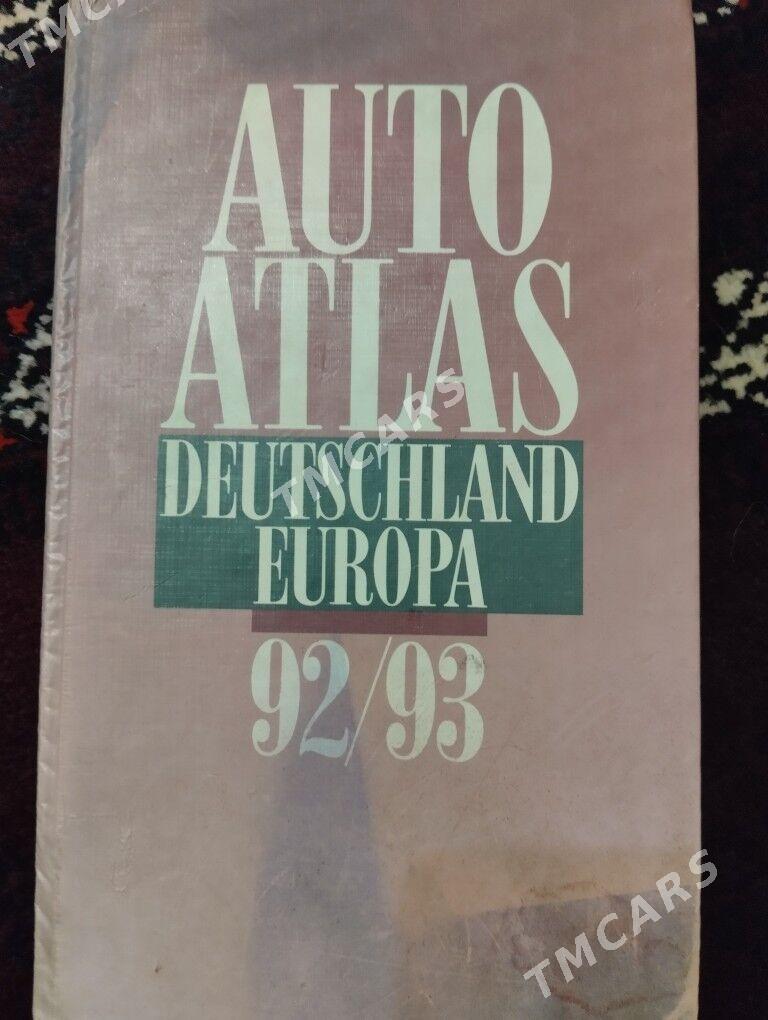 TMCARS
AUTO
ATLAS
TMCARS
DEUTSCHLAND
EUROPA
92/93
TMCARS